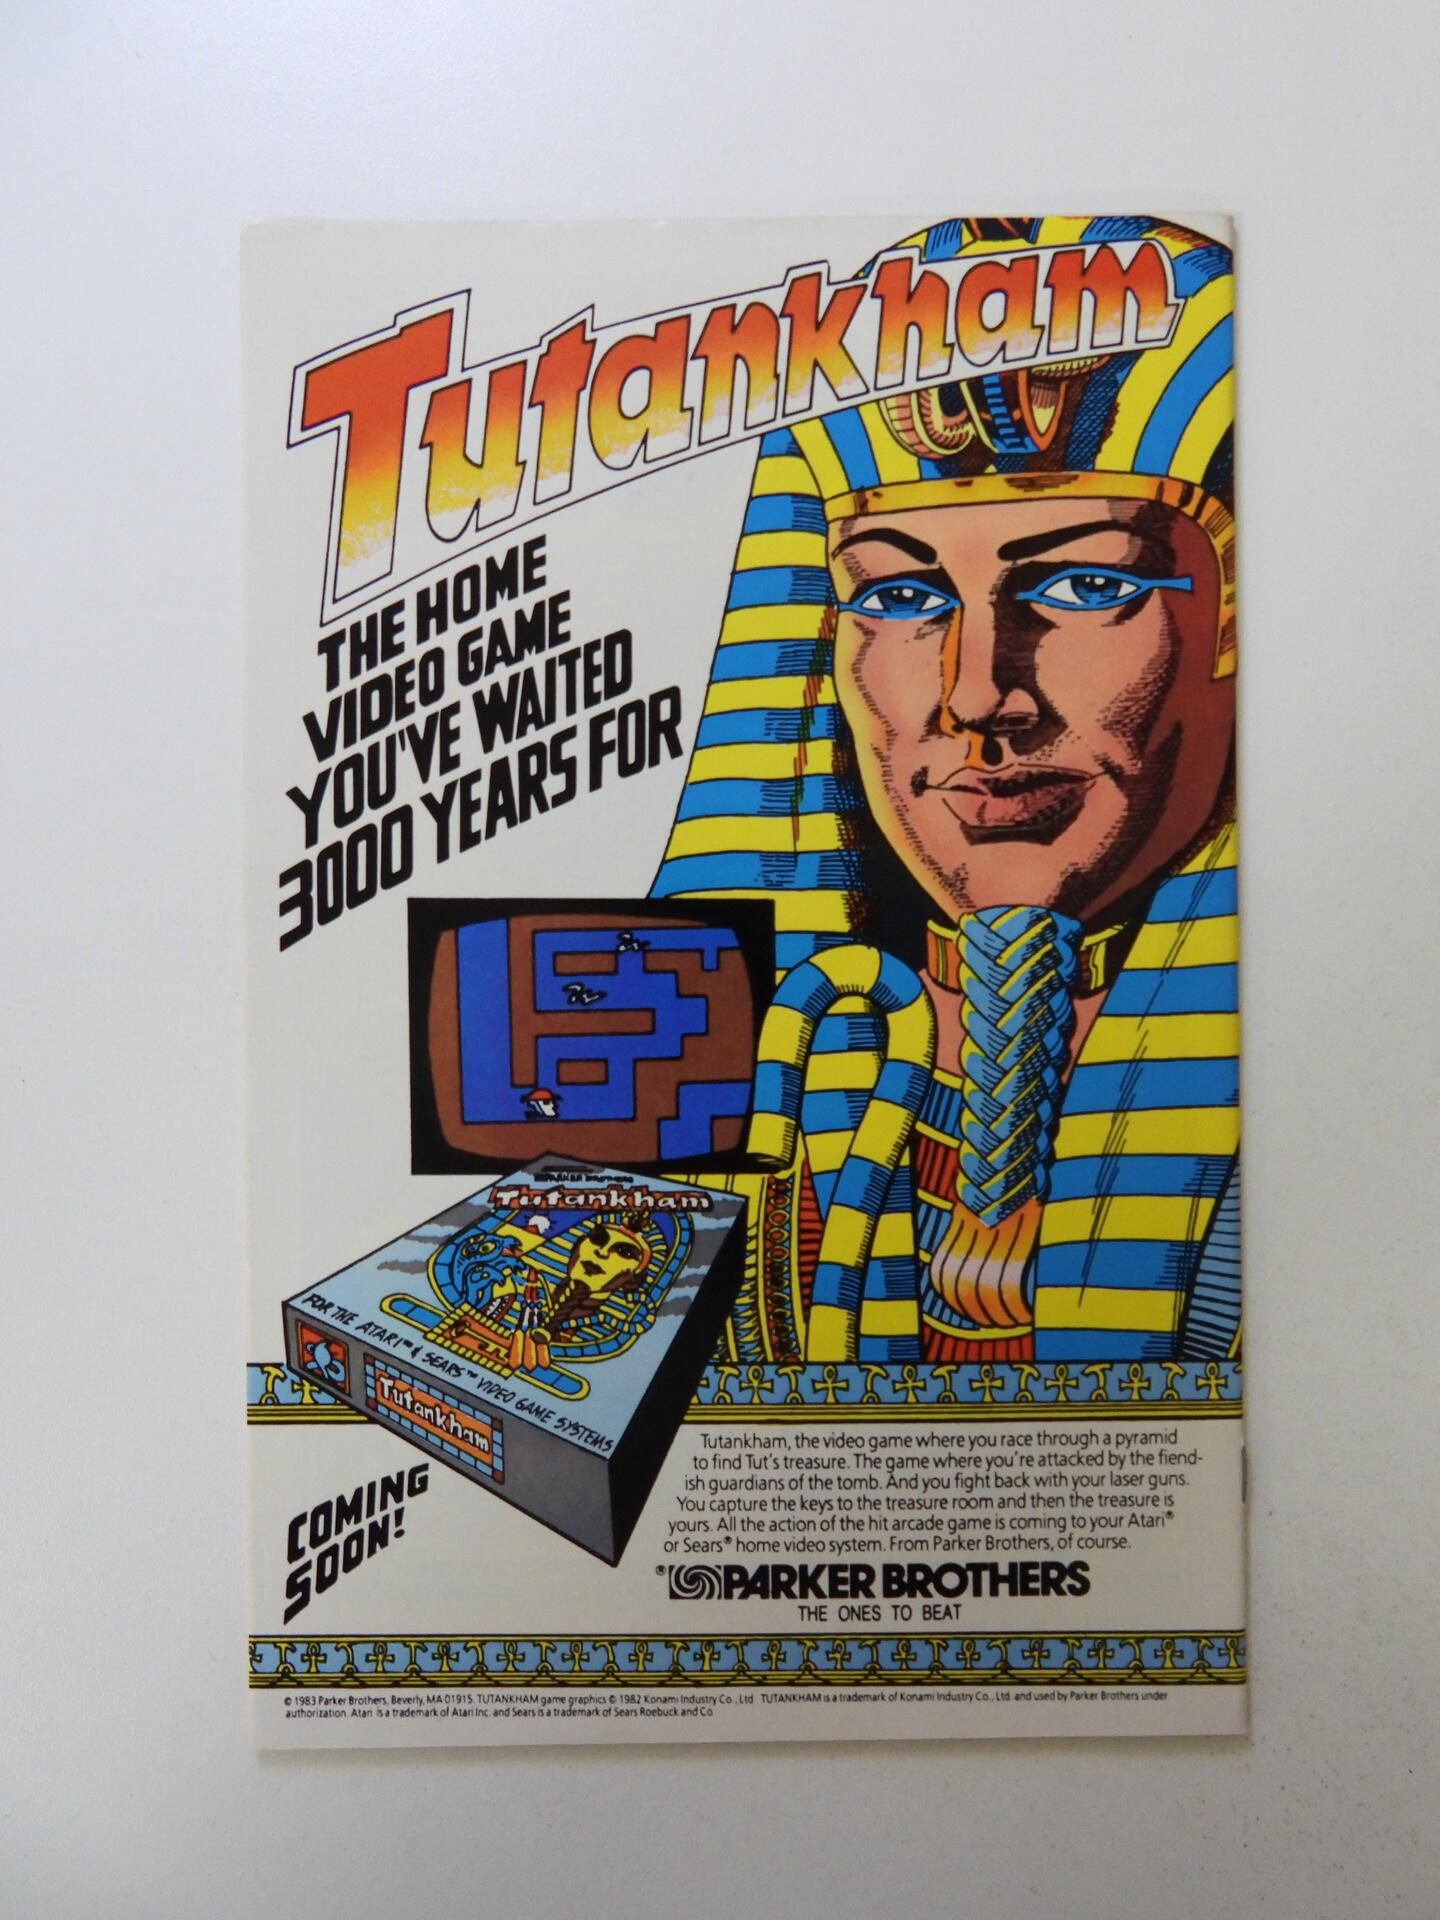 Tutankham
THE HOME
VIDEO GAME
YOU'VE WAITED
3000 YEARS FOR
PARKER BROTHERS
Tutankham
FOR THE ATARI™ & SEARS™ VIDEO GAME SYSTEMS
Tutankham
COMING
SOON!
Tutankham, the video game where you race through a pyramid
to find Tut's treasure. The game where you're attacked by the fiend-
ish guardians of the tomb. And you fight back with your laser guns.
You capture the keys to the treasure room and then the treasure is
yours. All the action of the hit arcade game is coming to your Atari®
or Sears® home video system. From Parker Brothers, of course.
® PARKER BROTHERS
THE ONES TO BEAT
© 1983 Parker Brothers, Beverly, MA 01915. TUTANKHAM game graphics © 1982 Konami Industry Co., Ltd. TUTANKHAM is a trademark of Konami Industry Co., Ltd. and used by Parker Brothers under
authorization. Atari is a trademark of Atari Inc. and Sears is a trademark of Sears Roebuck and Co.